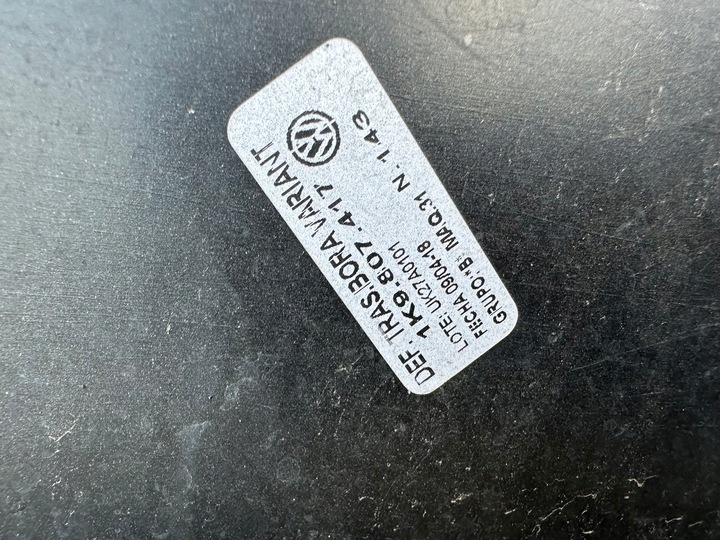 DEF. TRAS.BORA VARIANT
1K9.807.417
LOTE: UK27A0101
FECHA 09/04-18
GRUPO:"B" MAQ.31 N.143